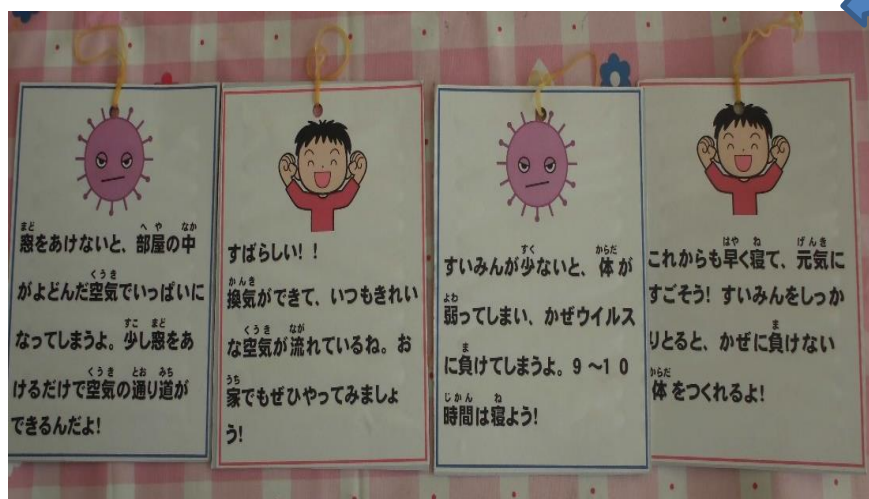 窓をあけないと、部屋の中
がよどんだ空気でいっぱいに
なってしまうよ。少し窓をあ
けるだけで空気の通り道が
できるんだよ!
すばらしい!!
換気ができて、いつもきれい
な空気が流れているね。お
家でもぜひやってみましょ
う!
すいみんが少ないと、体が
弱ってしまい、かぜウイルス
に負けてしまうよ。9~10
時間は寝よう!
これからも早く寝て、元気に
すごそう!すいみんをしっか
りとると、かぜに負けない
体をつくれるよ!